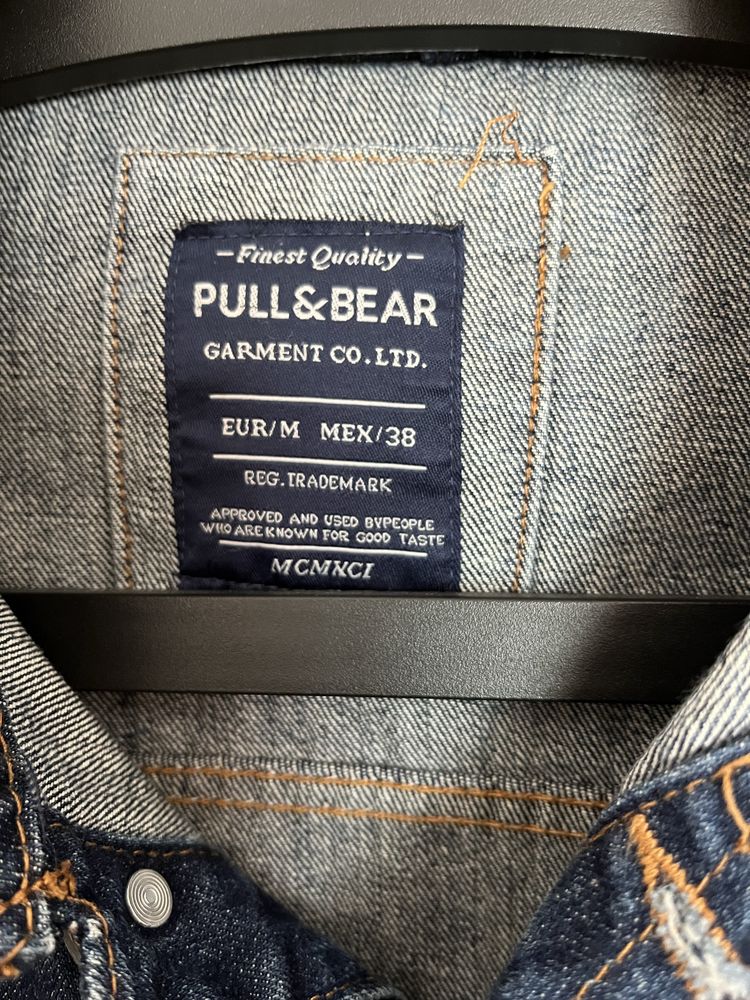 – Finest Quality –
PULL&BEAR
GARMENT CO.LTD.
EUR/M MEX/38
REG.TRADEMARK
APPROVED AND USED BYPEOPLE
WHO ARE KNOWN FOR GOOD TASTE
MCMXCI